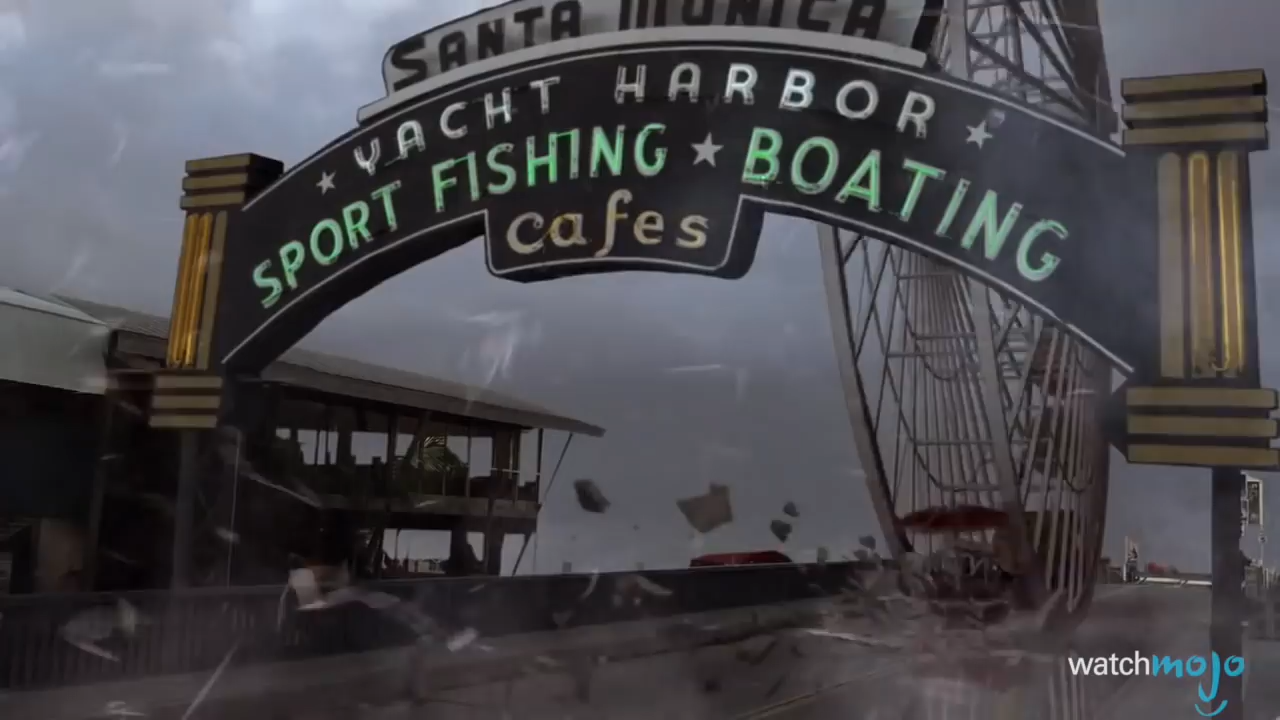 SANTA MONICA
YACHT HARBOR ★
★ SPORT FISHING ★ BOATING
cafes
watchmojo